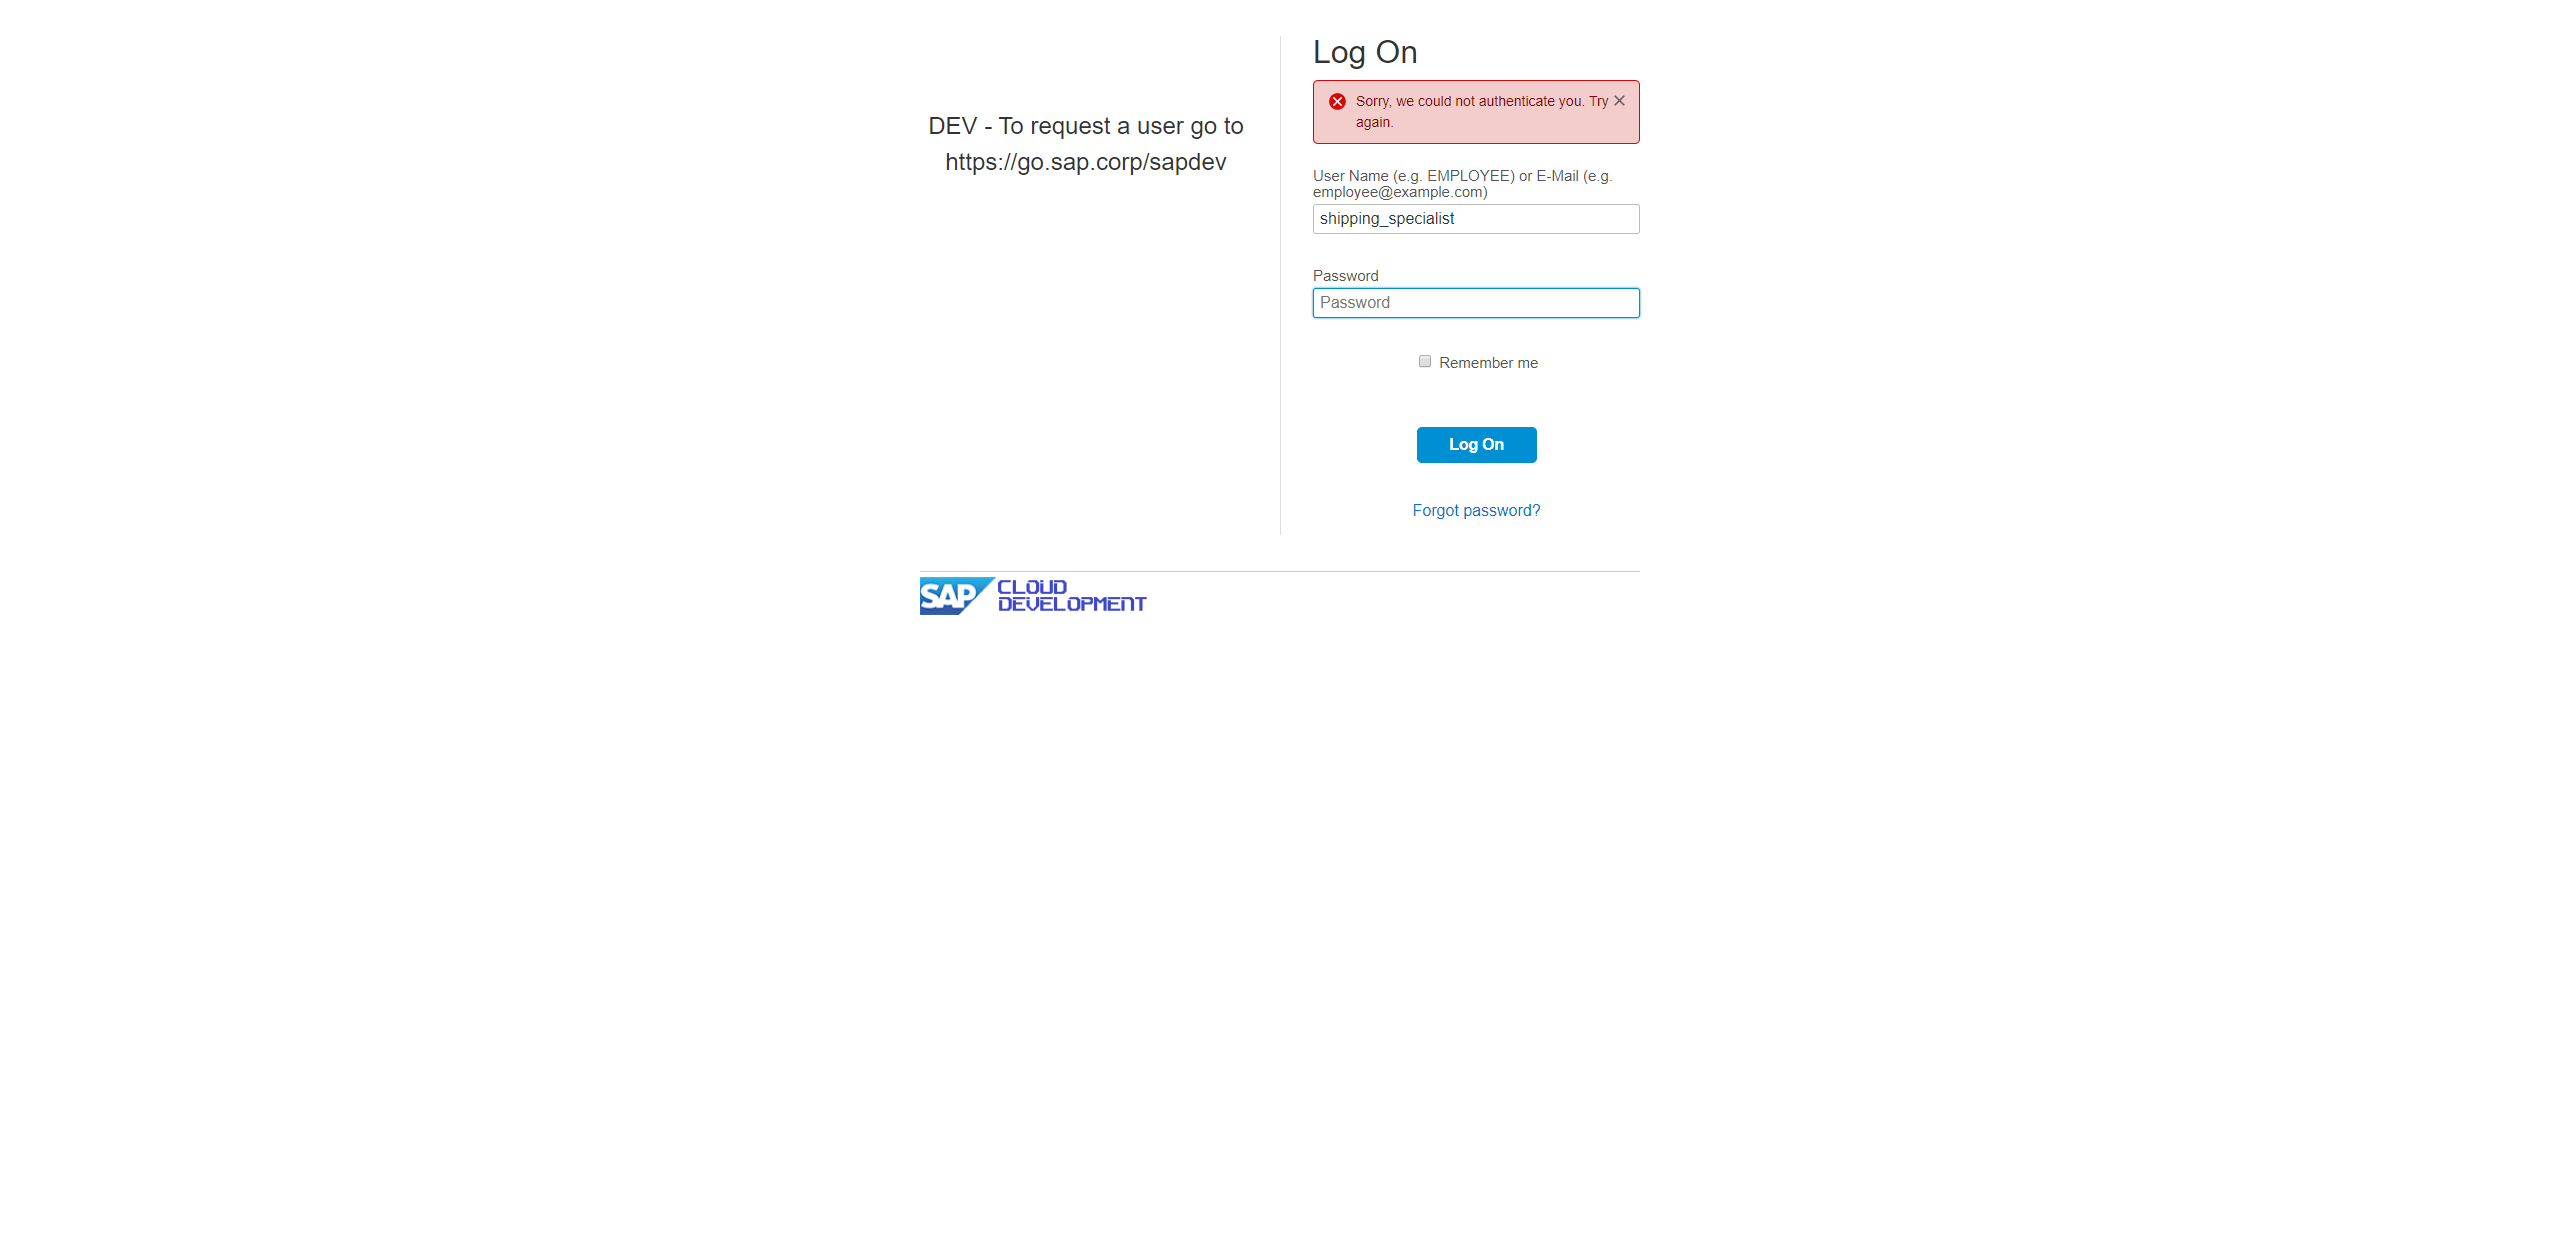 DEV - To request a user go to
https://go.sap.corp/sapdev
Log On
Sorry, we could not authenticate you. Try
again.
User Name (e.g. EMPLOYEE) or E-Mail (e.g.
employee@example.com)
shipping_specialist
Password
Password
Remember me
Log On
Forgot password?
SAP CLOUD
DEVELOPMENT